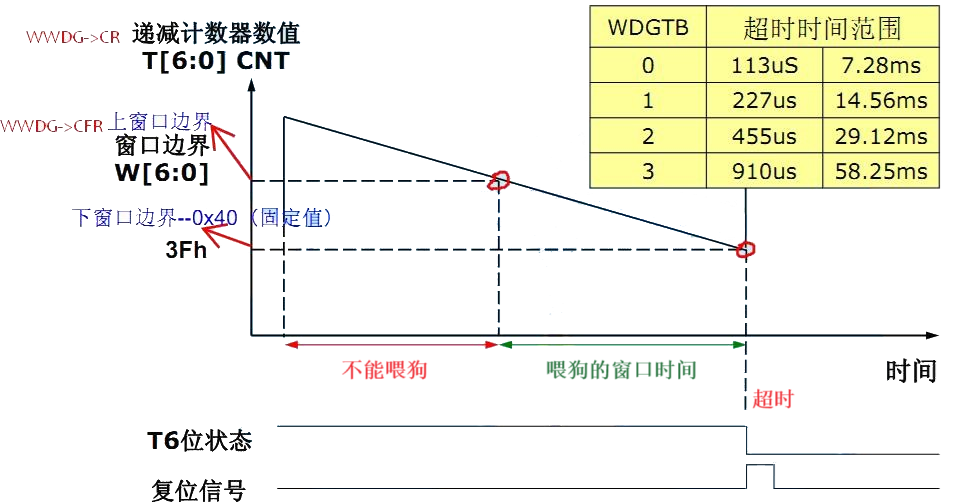 WWDG->CR 递减计数器数值
T[6:0] CNT
WWDG->CFR 上窗口边界
窗口边界
W[6:0]
下窗口边界--0x40（固定值）
3Fh
WDGTB 超时时间范围
0 113uS 7.28ms
1 227us 14.56ms
2 455us 29.12ms
3 910us 58.25ms
不能喂狗 喂狗的窗口时间 时间
超时
T6位状态
复位信号